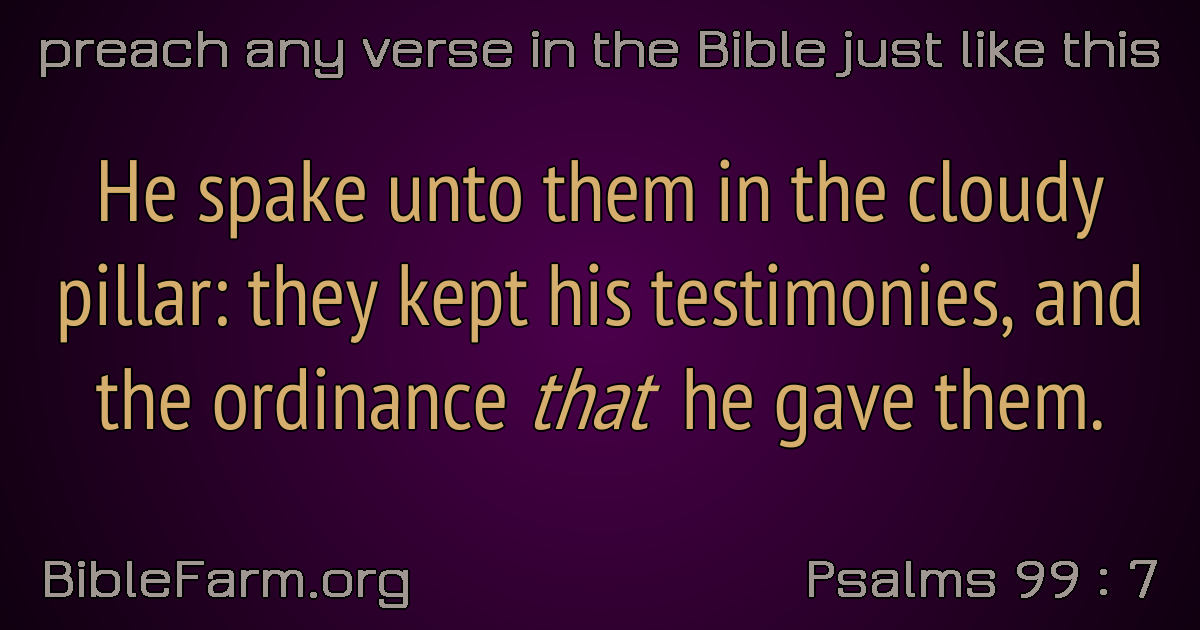 preach any verse in the Bible just like this
He spake unto them in the cloudy
pillar: they kept his testimonies, and
the ordinance that he gave them.
BibleFarm.org
Psalms 99 : 7